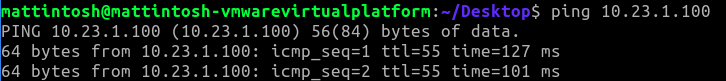 mattintosh@mattintosh-vmwarevirtualplatform:~/Desktop$ ping 10.23.1.100
PING 10.23.1.100 (10.23.1.100) 56(84) bytes of data.
64 bytes from 10.23.1.100: icmp_seq=1 ttl=55 time=127 ms
64 bytes from 10.23.1.100: icmp_seq=2 ttl=55 time=101 ms